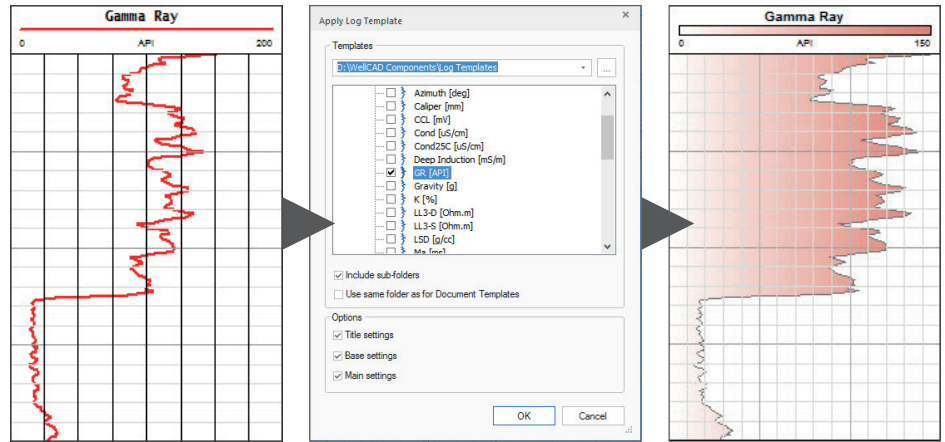 Gamma Ray
0 API 200
Apply Log Template ×
Templates
D:\WellCAD Components\Log Templates ...
Azimuth [deg]
Caliper [mm]
CCL [mV]
Cond [uS/cm]
Cond25C [uS/cm]
Deep Induction [mS/m]
GR [API]
Gravity [g]
K [%]
LL3-D [Ohm.m]
LL3-S [Ohm.m]
LSD [g/cc]
Ma [ms]
Include sub-folders
Use same folder as for Document Templates
Options
Title settings
Base settings
Main settings
OK Cancel
Gamma Ray
0 API 150